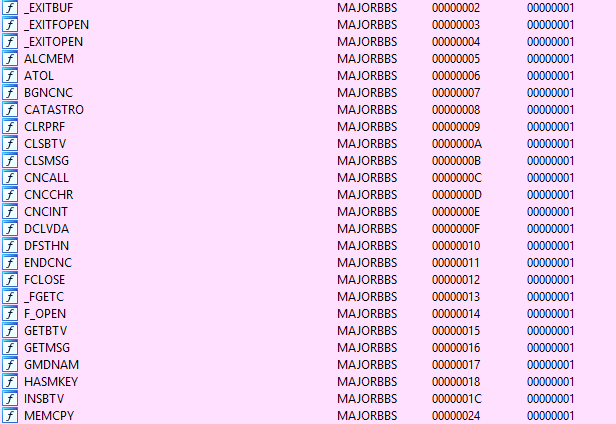 f _EXITBUF MAJORBBS 00000002 00000001
f _EXITFOPEN MAJORBBS 00000003 00000001
f _EXITOPEN MAJORBBS 00000004 00000001
f ALCMEM MAJORBBS 00000005 00000001
f ATOL MAJORBBS 00000006 00000001
f BGNCNC MAJORBBS 00000007 00000001
f CATASTRO MAJORBBS 00000008 00000001
f CLRPRF MAJORBBS 00000009 00000001
f CLSBTV MAJORBBS 0000000A 00000001
f CLSMSG MAJORBBS 0000000B 00000001
f CNCALL MAJORBBS 0000000C 00000001
f CNCCHR MAJORBBS 0000000D 00000001
f CNCINT MAJORBBS 0000000E 00000001
f DCLVDA MAJORBBS 0000000F 00000001
f DFSTHN MAJORBBS 00000010 00000001
f ENDCNC MAJORBBS 00000011 00000001
f FCLOSE MAJORBBS 00000012 00000001
f _FGETC MAJORBBS 00000013 00000001
f F_OPEN MAJORBBS 00000014 00000001
f GETBTV MAJORBBS 00000015 00000001
f GETMSG MAJORBBS 00000016 00000001
f GMDNAM MAJORBBS 00000017 00000001
f HASMKEY MAJORBBS 00000018 00000001
f INSBTV MAJORBBS 0000001C 00000001
f MEMCPY MAJORBBS 00000024 00000001